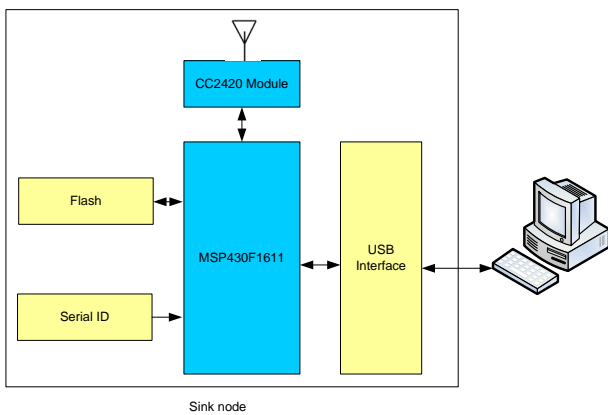 CC2420 Module
Flash
MSP430F1611
USB
Interface
Serial ID
Sink node